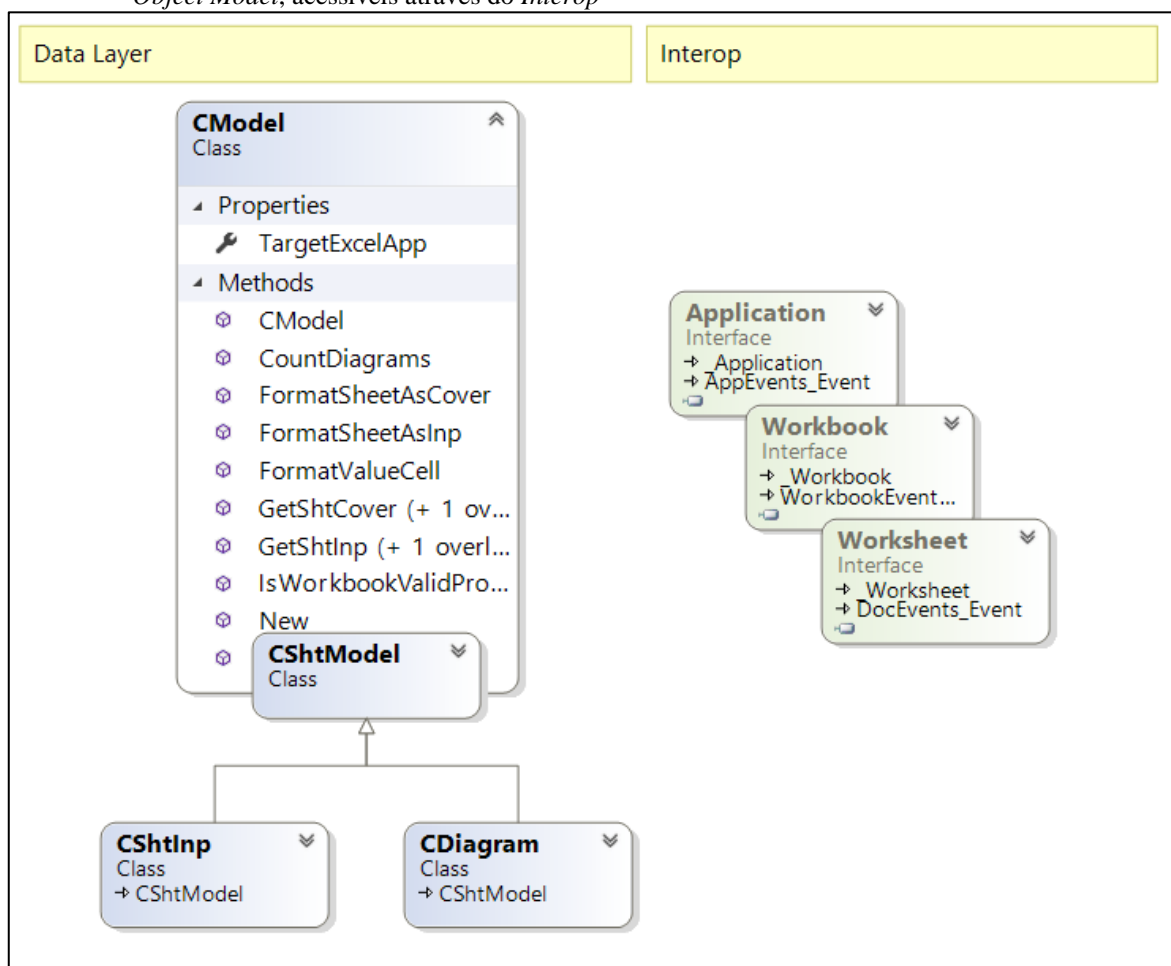 Object Model, acessíveis através do Interop
Data Layer
Interop
CModel
Class
Properties
TargetExcelApp
Methods
CModel
CountDiagrams
FormatSheetAsCover
FormatSheetAsInp
FormatValueCell
GetShtCover (+ 1 ov...
GetShtInp (+ 1 overl...
IsWorkbookValidPro...
New
CShtModel
Class
CShtInp
Class
CShtModel
CDiagram
Class
CShtModel
Application
Interface
_Application
AppEvents_Event
Workbook
Interface
_Workbook
WorkbookEvent...
Worksheet
Interface
_Worksheet
DocEvents_Event